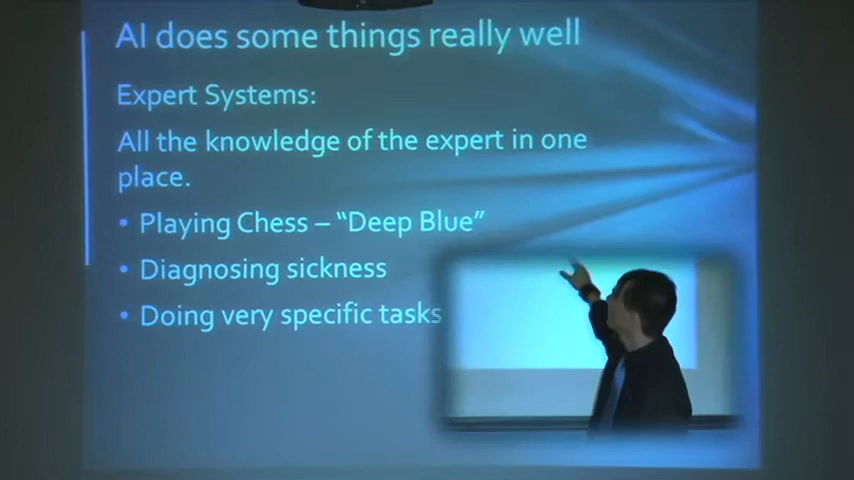 AI does some things really well
Expert Systems:
All the knowledge of the expert in one
place.
• Playing Chess – “Deep Blue”
• Diagnosing sickness
• Doing very specific tasks